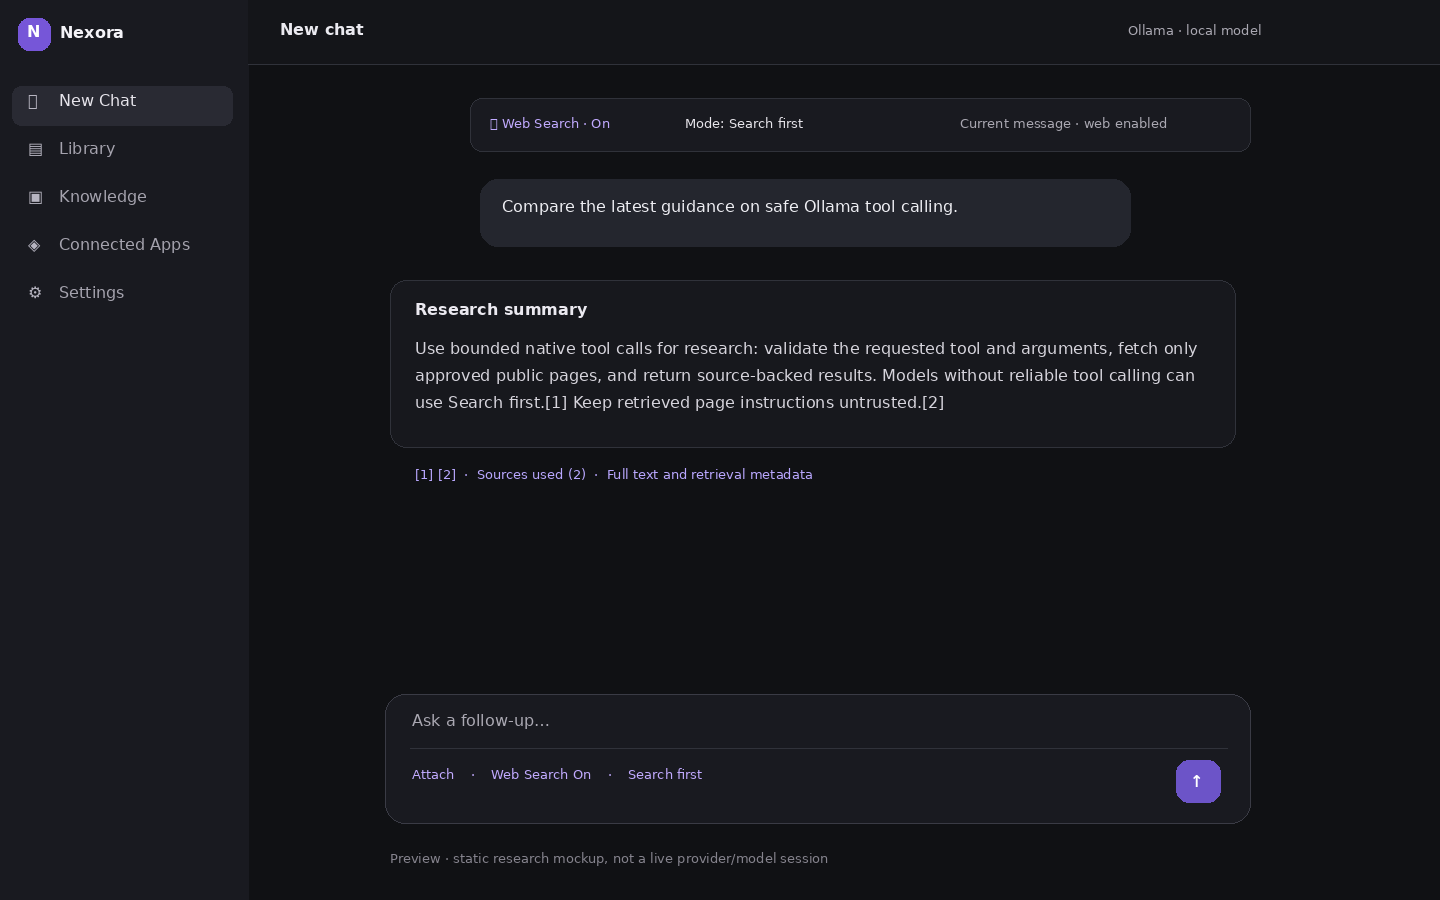 N Nexora
New Chat
Library
Knowledge
Connected Apps
Settings
New chat
Ollama · local model
Web Search · On
Mode: Search first
Current message · web enabled
Compare the latest guidance on safe Ollama tool calling.
Research summary
Use bounded native tool calls for research: validate the requested tool and arguments, fetch only
approved public pages, and return source-backed results. Models without reliable tool calling can
use Search first.[1] Keep retrieved page instructions untrusted.[2]
[1] [2] · Sources used (2) · Full text and retrieval metadata
Ask a follow-up...
Attach · Web Search On · Search first
Preview · static research mockup, not a live provider/model session